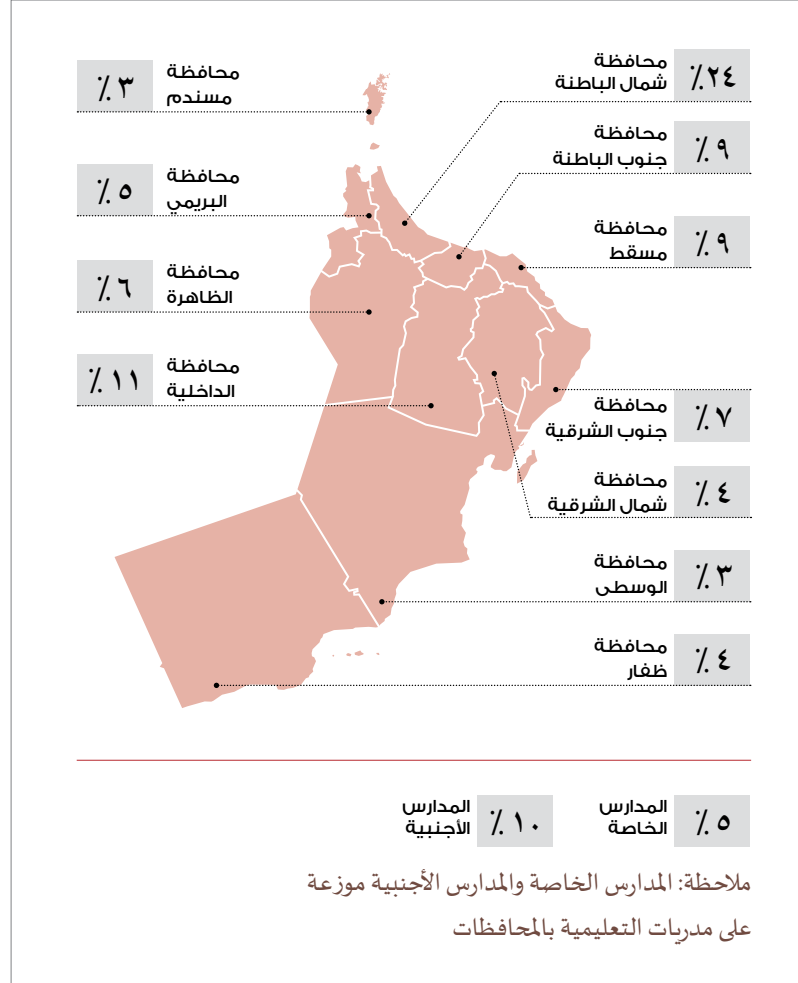 ٢٤٪
محافظة
شمال الباطنة
٩٪
محافظة
جنوب الباطنة
٩٪
محافظة
مسقط
٧٪
محافظة
جنوب الشرقية
٤٪
محافظة
شمال الشرقية
٣٪
محافظة
الوسطى
٤٪
محافظة
ظفار
محافظة
مسندم
٣٪
محافظة
البريمي
٥٪
محافظة
الظاهرة
٦٪
محافظة
الداخلية
١١٪
٥٪
المدارس
الخاصة
١٠٪
المدارس
الأجنبية
ملاحظة: المدارس الخاصة والمدارس الأجنبية موزعة
على مدريات التعليمية بالمحافظات